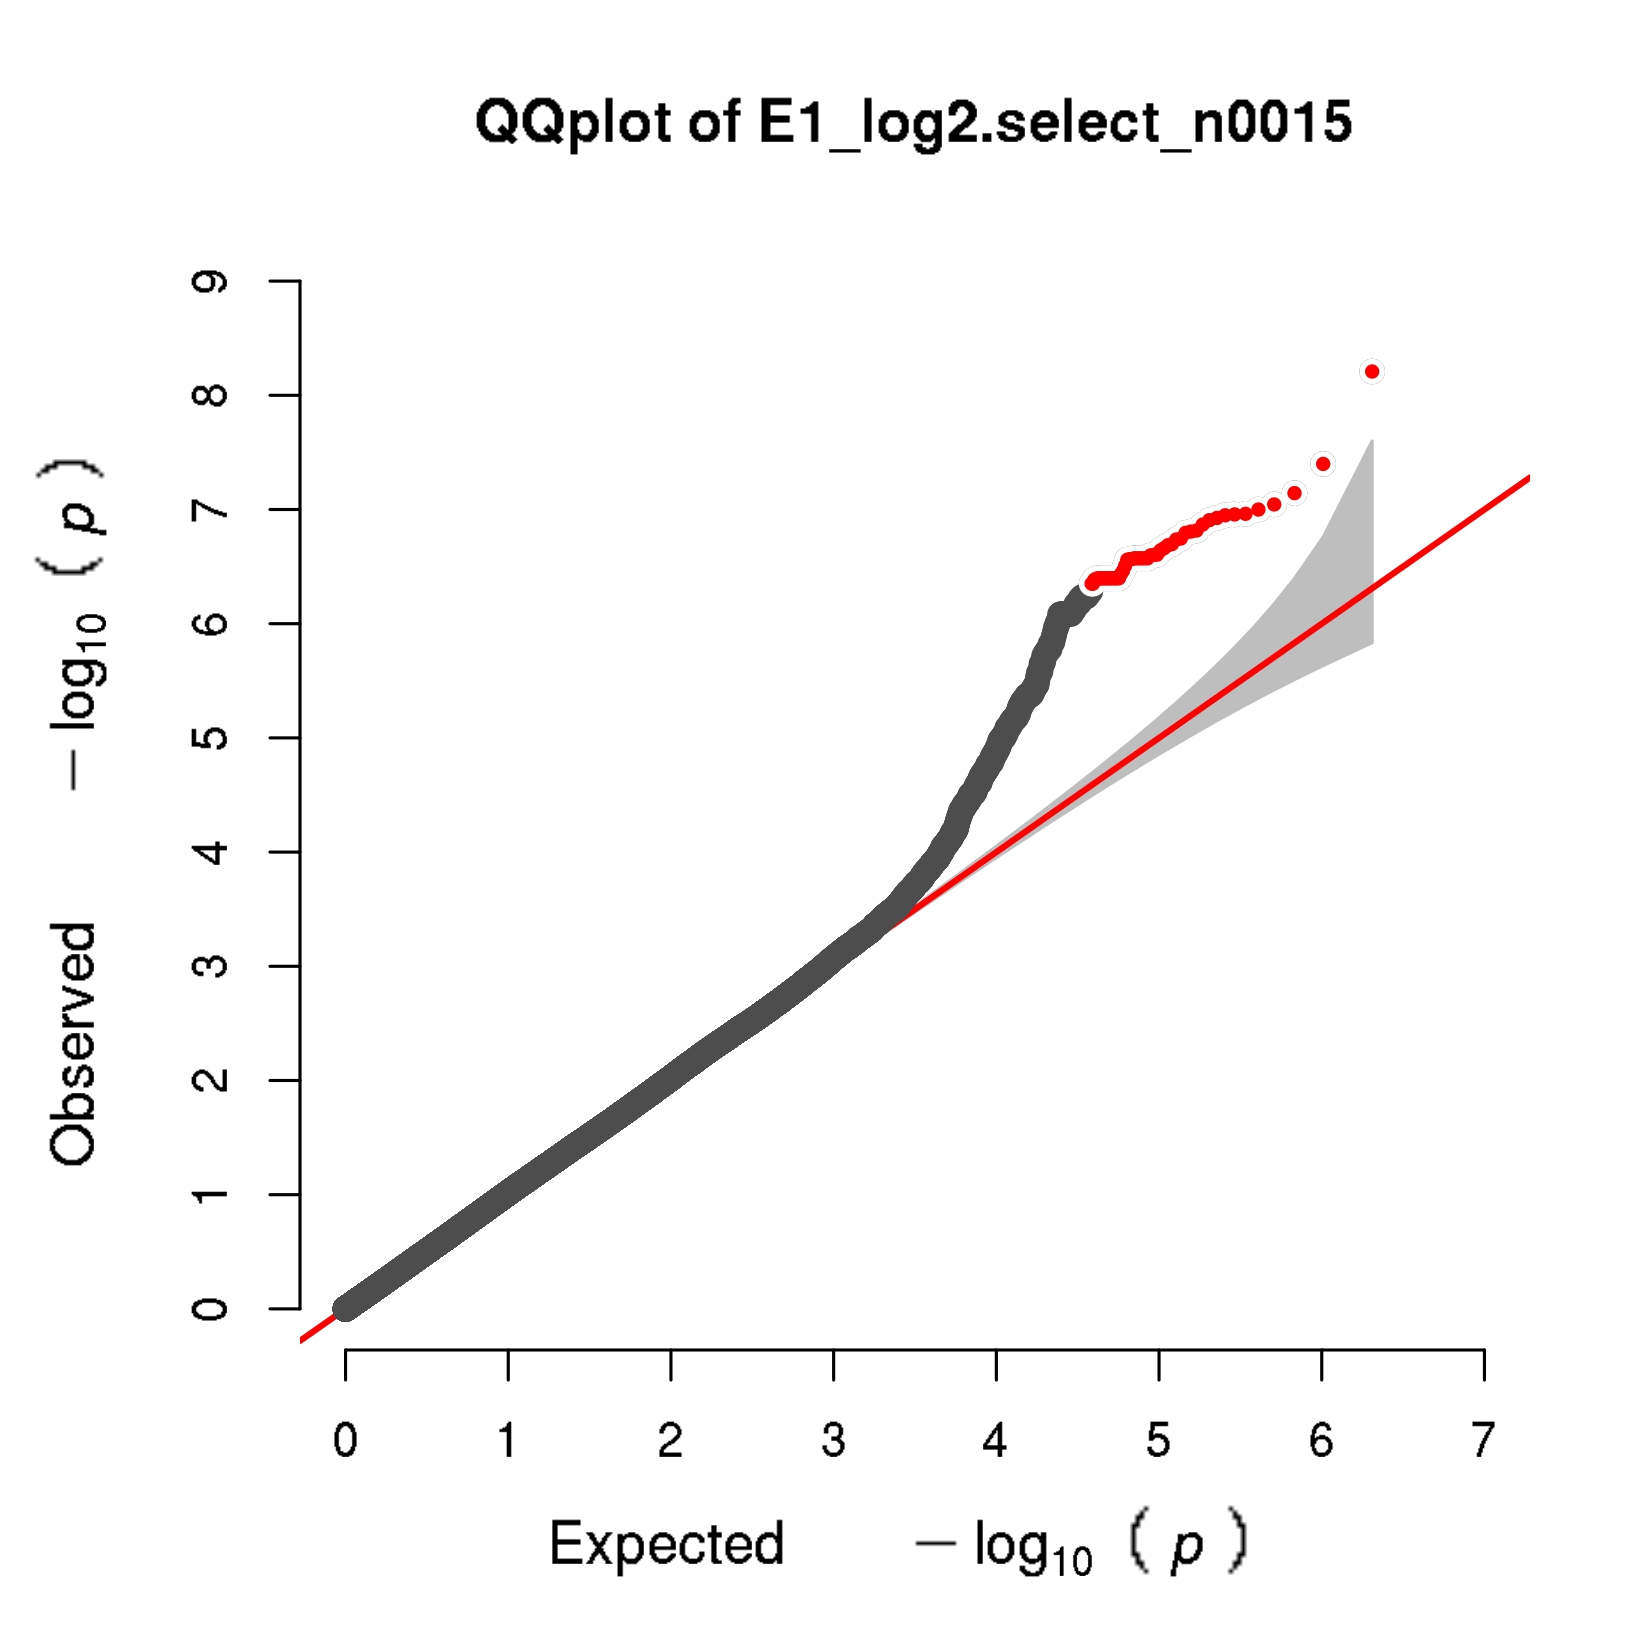 QQplot of E1_log2.select_n0015
Observed − log10 ( p )
9
8
7
6
5
4
3
2
1
0
0 1 2 3 4 5 6 7
Expected − log10 ( p )